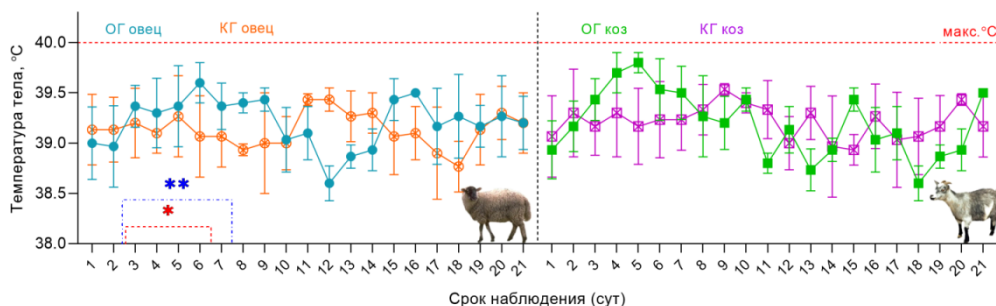 ОГ овец КГ овец ОГ коз КГ коз макс.°C
Температура тела, °C
40.0
39.5
39.0
38.5
38.0
**
*
1 2 3 4 5 6 7 8 9 10 11 12 13 14 15 16 17 18 19 20 21 1 2 3 4 5 6 7 8 9 10 11 12 13 14 15 16 17 18 19 20 21
Срок наблюдения (сут)